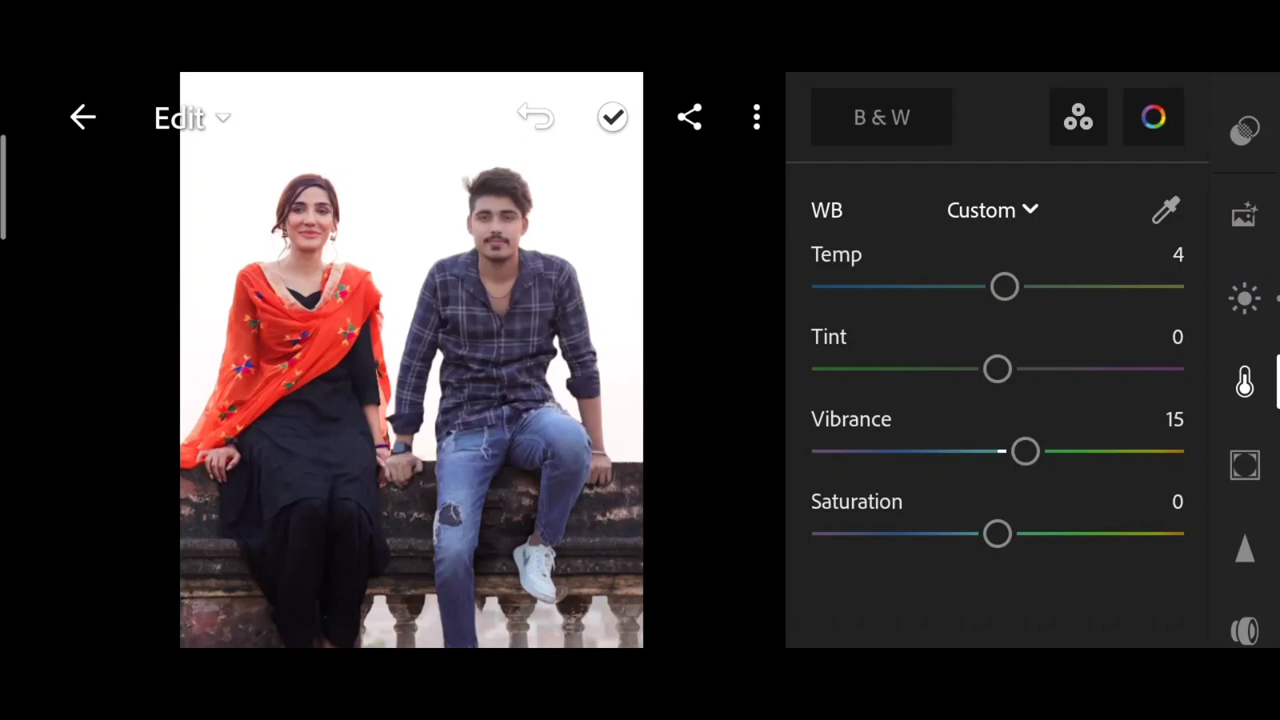 Edit
B & W
WB Custom
Temp 4
Tint 0
Vibrance 15
Saturation 0